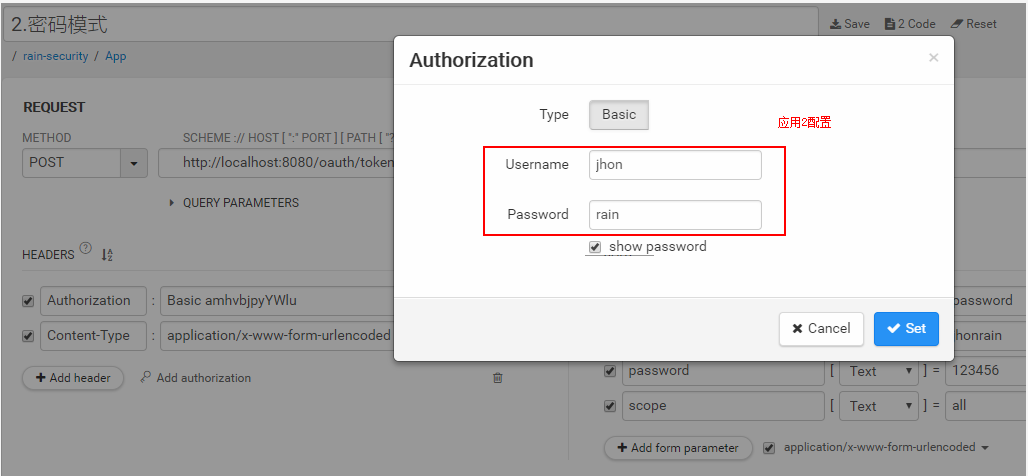 2.密码模式
Save 2 Code Reset
/ rain-security / App
Authorization ×
REQUEST
Type Basic
应用2配置
METHOD SCHEME :// HOST [ ":" PORT ] [ PATH [ "?
POST http://localhost:8080/oauth/token
Username jhon
QUERY PARAMETERS
Password rain
show password
HEADERS ? A Z
Authorization : Basic amhvbjpyYWlu
password
Cancel Set
Content-Type : application/x-www-form-urlencoded
honrain
password [ Text ] = 123456
Add header Add authorization
scope [ Text ] = all
Add form parameter application/x-www-form-urlencoded